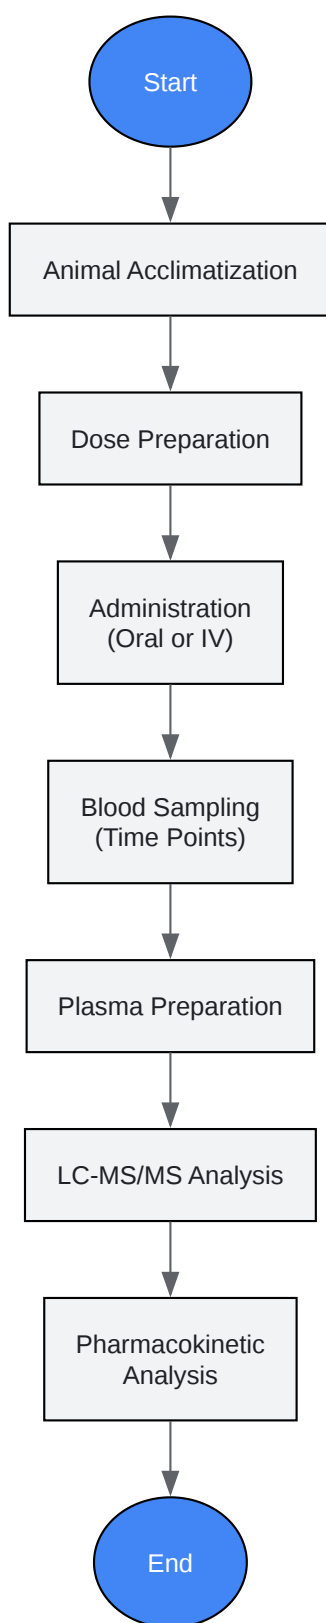 Start
Animal Acclimatization
Dose Preparation
Administration
(Oral or IV)
Blood Sampling
(Time Points)
Plasma Preparation
LC-MS/MS Analysis
Pharmacokinetic
Analysis
End